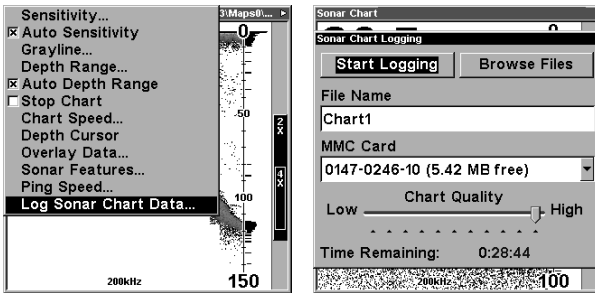 Sensitivity...
Auto Sensitivity
Grayline...
Depth Range...
Auto Depth Range
Stop Chart
Chart Speed...
Depth Cursor
Overlay Data...
Sonar Features...
Ping Speed...
Log Sonar Chart Data...
3\Maps0\...
0
50
2x
4x
100
200kHz
150
Sonar Chart
Sonar Chart Logging
Start Logging
Browse Files
File Name
Chart1
MMC Card
0147-0246-10 (5.42 MB free)
Chart Quality
Low
High
Time Remaining: 0:28:44
200kHz
100